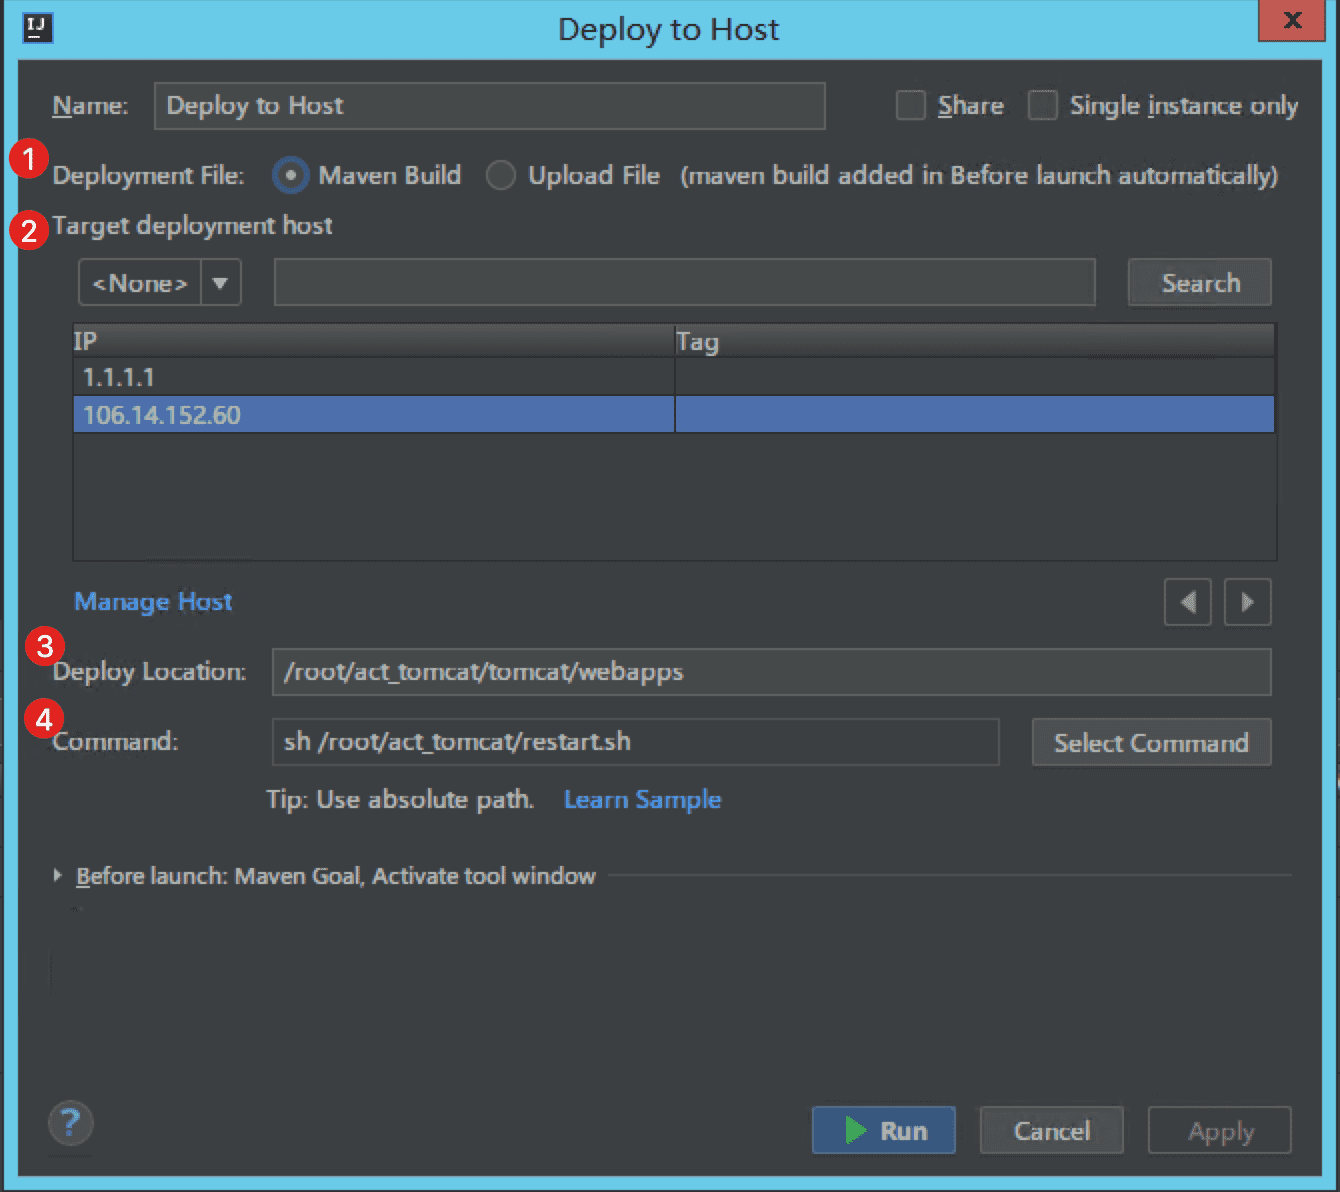 IJ
Deploy to Host
x
Name: Deploy to Host Share Single instance only
1
Deployment File: Maven Build Upload File (maven build added in Before launch automatically)
2
Target deployment host
<None> Search
IP Tag
1.1.1.1
106.14.152.60
Manage Host
3
Deploy Location: /root/act_tomcat/tomcat/webapps
4
Command: sh /root/act_tomcat/restart.sh Select Command
Tip: Use absolute path. Learn Sample
Before launch: Maven Goal, Activate tool window
? Run Cancel Apply